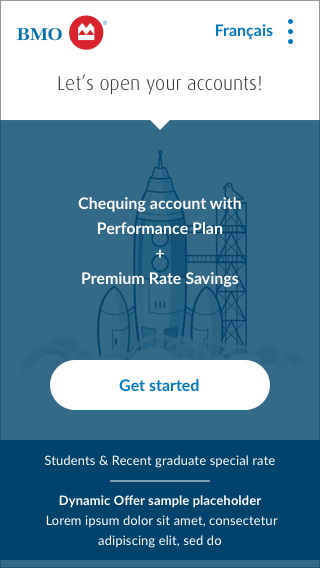 BMO
Français
Let's open your accounts!
Chequing account with
Performance Plan
+
Premium Rate Savings
Get started
Students & Recent graduate special rate
Dynamic Offer sample placeholder
Lorem ipsum dolor sit amet, consectetur
adipiscing elit, sed do